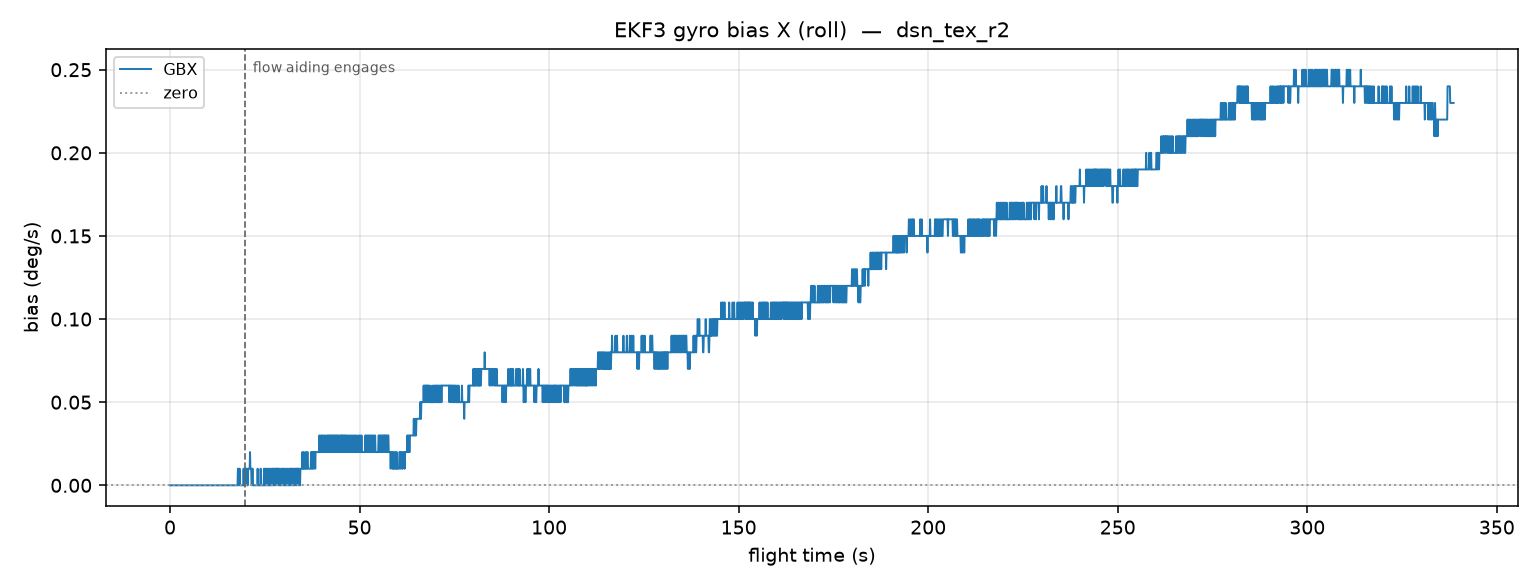 EKF3 gyro bias X (roll) — dsn_tex_r2
GBX
zero
flow aiding engages
bias (deg/s)
0.25
0.20
0.15
0.10
0.05
0.00
0 50 100 150 200 250 300 350
flight time (s)